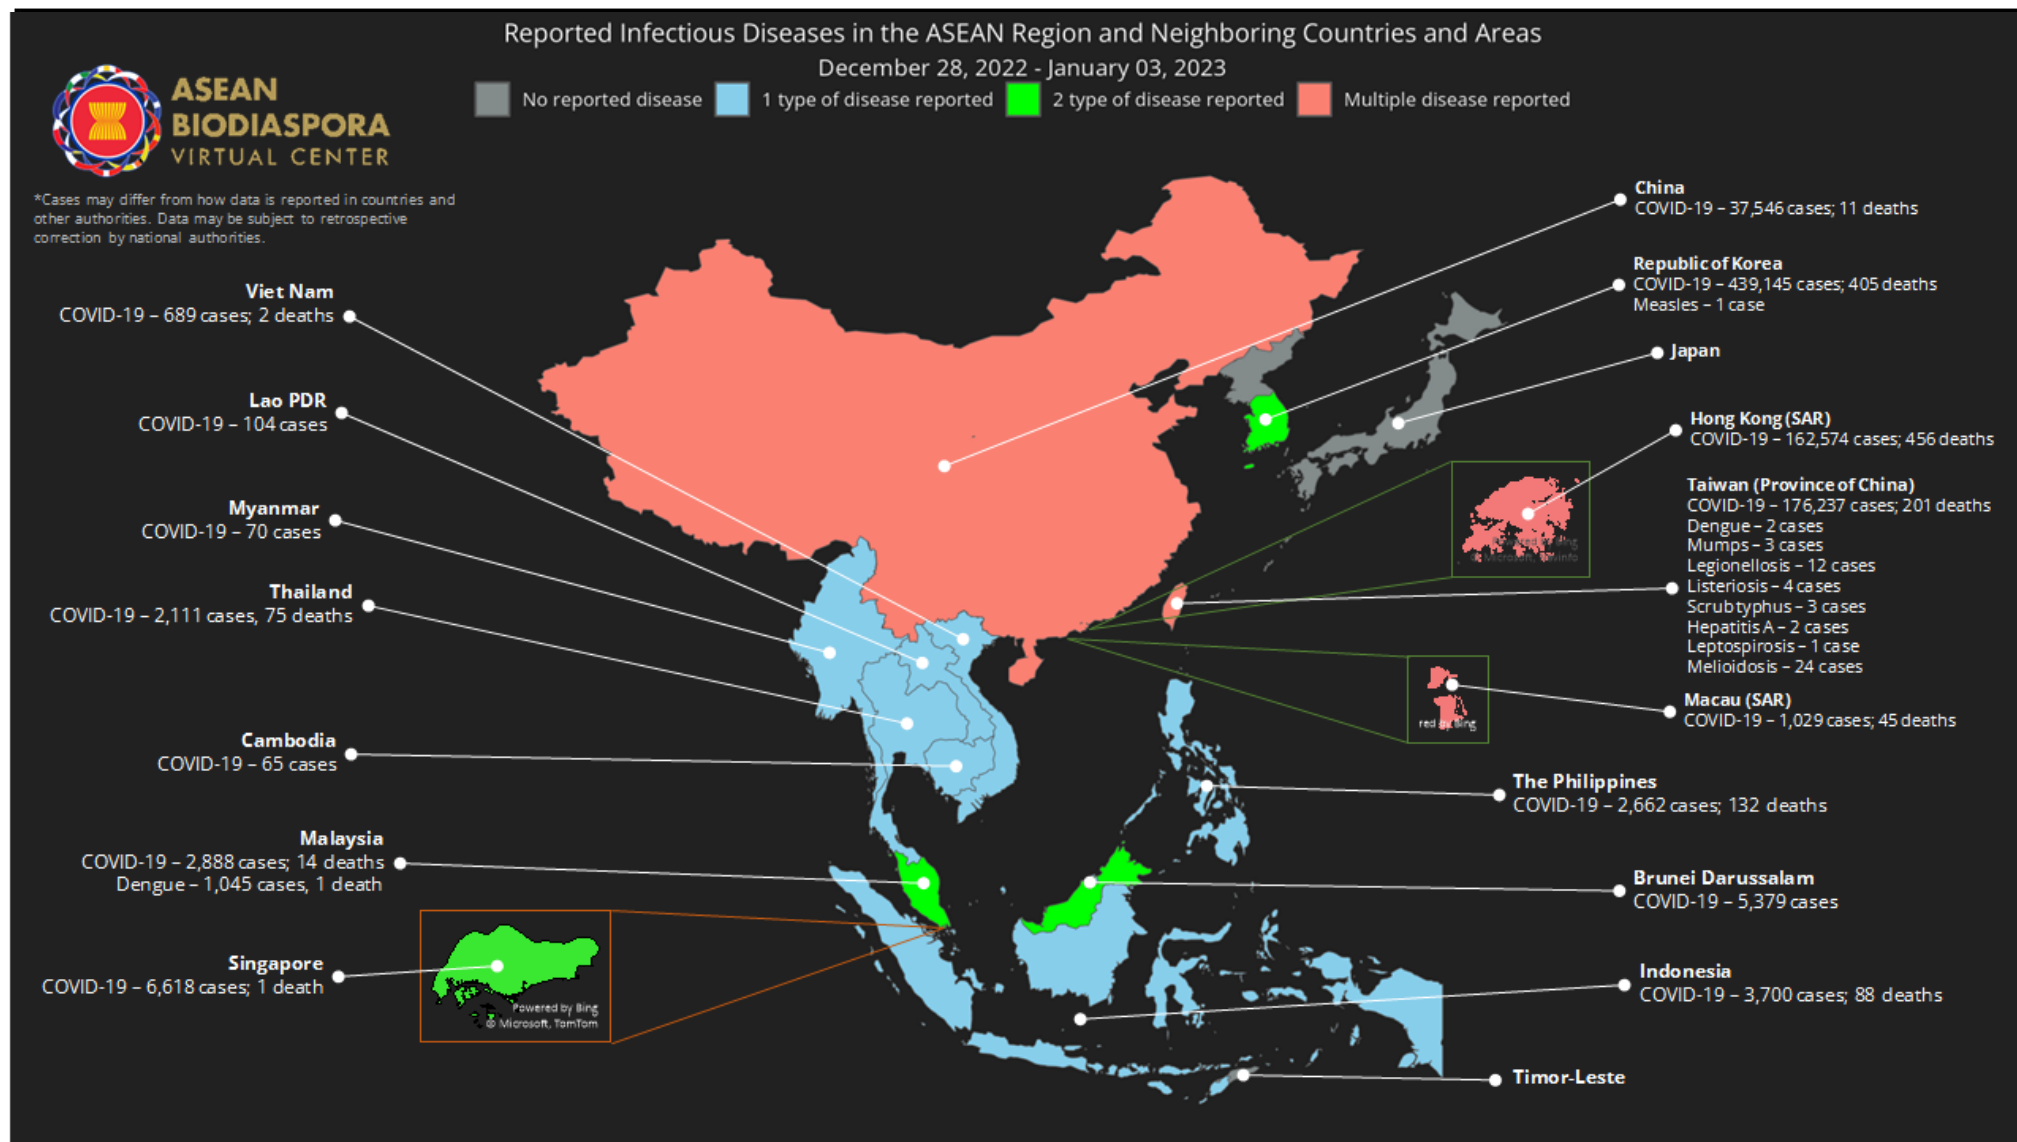 Reported Infectious Diseases in the ASEAN Region and Neighboring Countries and Areas
December 28, 2022 - January 03, 2023
No reported disease
1 type of disease reported
2 type of disease reported
Multiple disease reported
ASEAN
BIODIASPORA
VIRTUAL CENTER
*Cases may differ from how data is reported in countries and
other authorities. Data may be subject to retrospective
correction by national authorities.
Viet Nam
COVID-19 – 689 cases; 2 deaths
Lao PDR
COVID-19 – 104 cases
Myanmar
COVID-19 – 70 cases
Thailand
COVID-19 – 2,111 cases, 75 deaths
Cambodia
COVID-19 – 65 cases
Malaysia
COVID-19 – 2,888 cases; 14 deaths
Dengue – 1,045 cases, 1 death
Singapore
COVID-19 – 6,618 cases; 1 death
Powered by Bing
© Microsoft, TomTom
China
COVID-19 – 37,546 cases; 11 deaths
Republic of Korea
COVID-19 – 439,145 cases; 405 deaths
Measles – 1 case
Japan
Hong Kong (SAR)
COVID-19 – 162,574 cases; 456 deaths
Powered by Bing
© Microsoft,
Taiwan (Province of China)
COVID-19 – 176,237 cases; 201 deaths
Dengue – 2 cases
Mumps – 3 cases
Legionellosis – 12 cases
Listeriosis – 4 cases
Scrub typhus – 3 cases
Hepatitis A – 2 cases
Leptospirosis – 1 case
Melioidosis – 24 cases
Macau (SAR)
COVID-19 – 1,029 cases; 45 deaths
red by Bing
The Philippines
COVID-19 – 2,662 cases; 132 deaths
Brunei Darussalam
COVID-19 – 5,379 cases
Indonesia
COVID-19 – 3,700 cases; 88 deaths
Timor-Leste